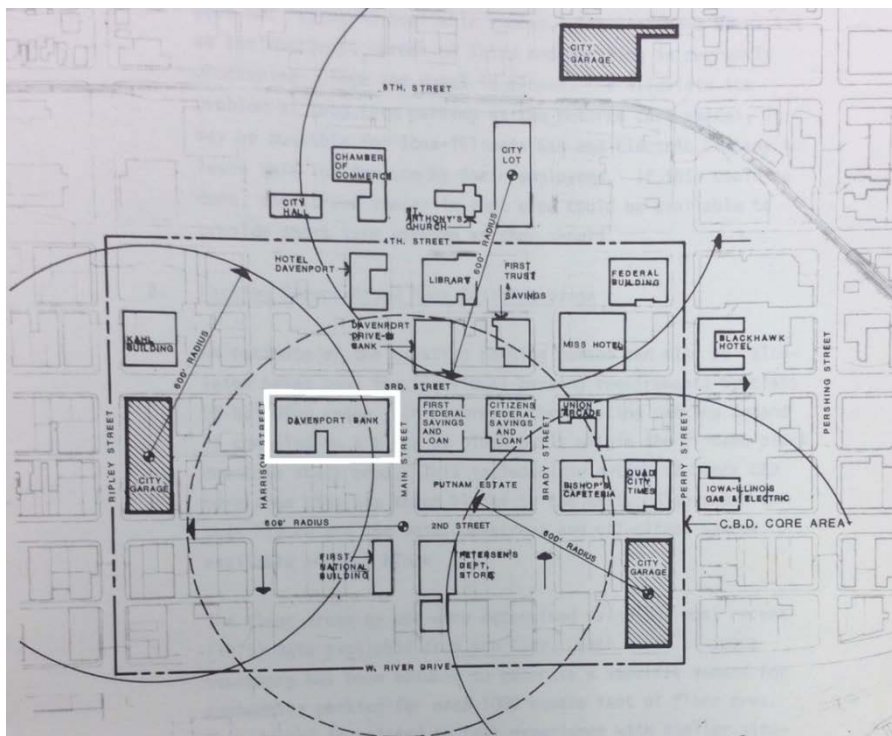 CITY
GARAGE
5TH. STREET
CHAMBER
OF
COMMERCE
CITY
LOT
CITY
HALL
ST.
ANTHONY'S
CHURCH
4TH. STREET
HOTEL
DAVENPORT
LIBRARY
600' RADIUS
FIRST
TRUST
&
SAVINGS
FEDERAL
BUILDING
KAHL
BUILDING
600' RADIUS
DAVENPORT
DRIVE-IN
BANK
MISS HOTEL
BLACKHAWK
HOTEL
PERSHING STREET
3RD. STREET
DAVENPORT BANK
FIRST
FEDERAL
SAVINGS
AND
LOAN
CITIZENS
FEDERAL
SAVINGS
AND
LOAN
UNION
ARCADE
RIPLEY STREET
CITY
GARAGE
HARRISON STREET
MAIN STREET
PUTNAM ESTATE
BRADY STREET
BISHOP'S
CAFETERIA
QUAD
CITY
TIMES
PERRY STREET
IOWA-ILLINOIS
GAS & ELECTRIC
600' RADIUS
2ND STREET
600' RADIUS
C.B.D. CORE AREA
FIRST
NATIONAL
BUILDING
PETERSEN'S
DEPT.
STORE
CITY
GARAGE
W. RIVER DRIVE